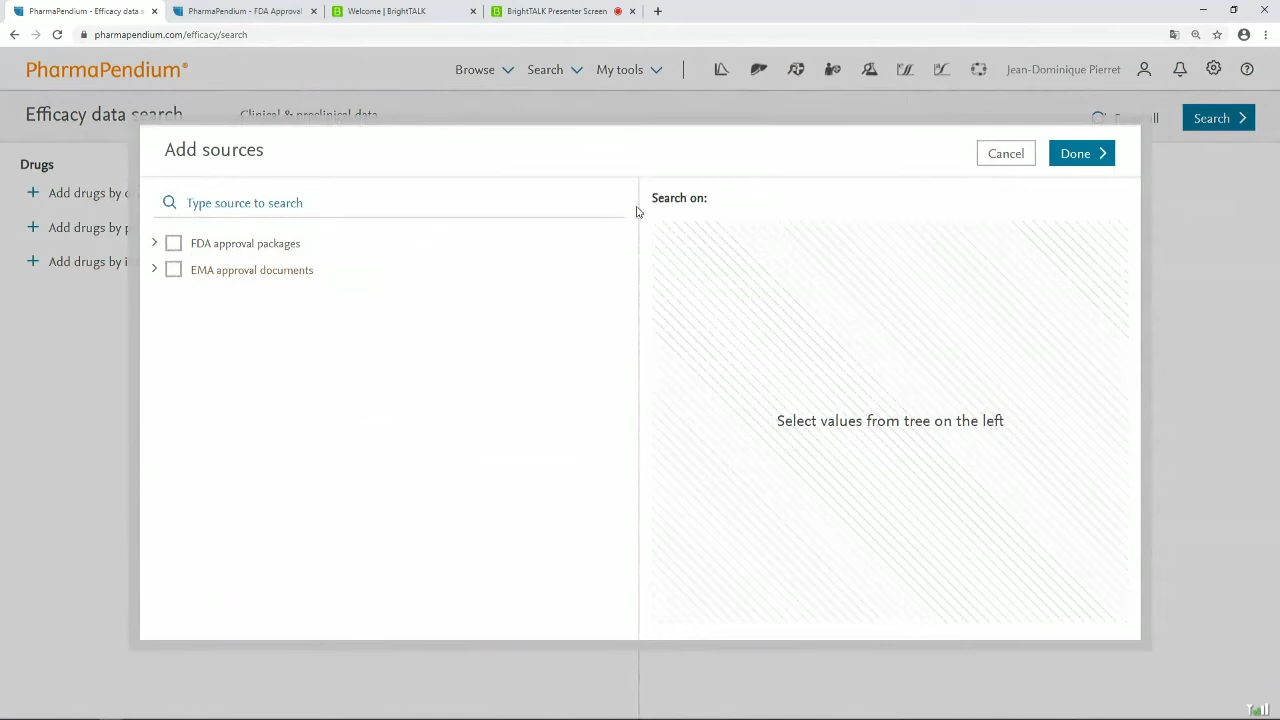 PharmaPendium - Efficacy data s
PharmaPendium - FDA Approval
Welcome | BrightTALK
BrightTALK Presenter Screen
pharmapendium.com/efficacy/search
PharmaPendium®
Browse
Search
My tools
Jean-Dominique Pierret
Efficacy data search
Clinical & preclinical data
Search
Add sources
Cancel
Done
Drugs
Add drugs by
Add drugs by
Add drugs by
Type source to search
FDA approval packages
EMA approval documents
Search on:
Select values from tree on the left